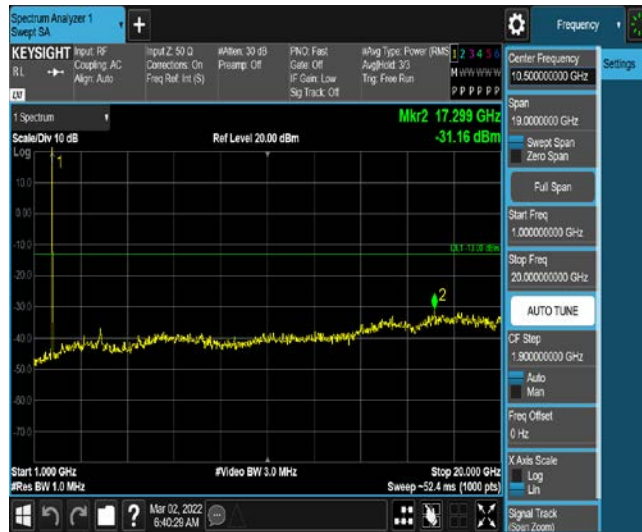 Spectrum Analyzer 1
Swept SA
Frequency
KEYSIGHT
RL
LXI
Input: RF
Coupling: AC
Align: Auto
Input Z: 50 Ω
Corrections: On
Freq Ref: Int (S)
#Atten: 30 dB
Preamp: Off
PNO: Fast
Gate: Off
IF Gain: Low
Sig Track: Off
#Avg Type: Power (RMS
Avg|Hold: 3/3
Trig: Free Run
1 2 3 4 5 6
M W W W W W
P P P P P P
1 Spectrum
Scale/Div 10 dB
Ref Level 20.00 dBm
Mkr2 17.299 GHz
-31.16 dBm
Log
10.0
0.00
-10.0
-20.0
-30.0
-40.0
-50.0
-60.0
-70.0
1
2
DL1 -13.00 dBm
Start 1.000 GHz
#Res BW 1.0 MHz
#Video BW 3.0 MHz
Stop 20.000 GHz
Sweep ~52.4 ms (1000 pts)
Mar 02, 2022
6:40:29 AM
Center Frequency
10.500000000 GHz
Settings
Span
19.0000000 GHz
Swept Span
Zero Span
Full Span
Start Freq
1.000000000 GHz
Stop Freq
20.000000000 GHz
AUTO TUNE
CF Step
1.900000000 GHz
Auto
Man
Freq Offset
0 Hz
X Axis Scale
Log
Lin
Signal Track
(Span Zoom)